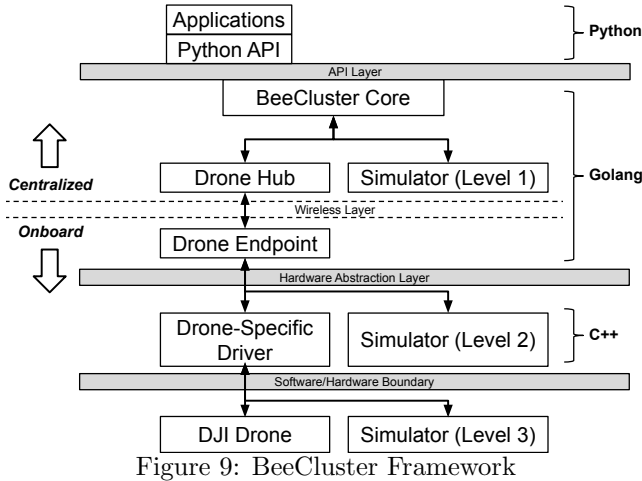 Applications
Python API
Python
API Layer
BeeCluster Core
Centralized
Drone Hub
Simulator (Level 1)
Golang
Wireless Layer
Onboard
Drone Endpoint
Hardware Abstraction Layer
Drone-Specific
Driver
Simulator (Level 2)
C++
Software/Hardware Boundary
DJI Drone
Simulator (Level 3)
Figure 9: BeeCluster Framework